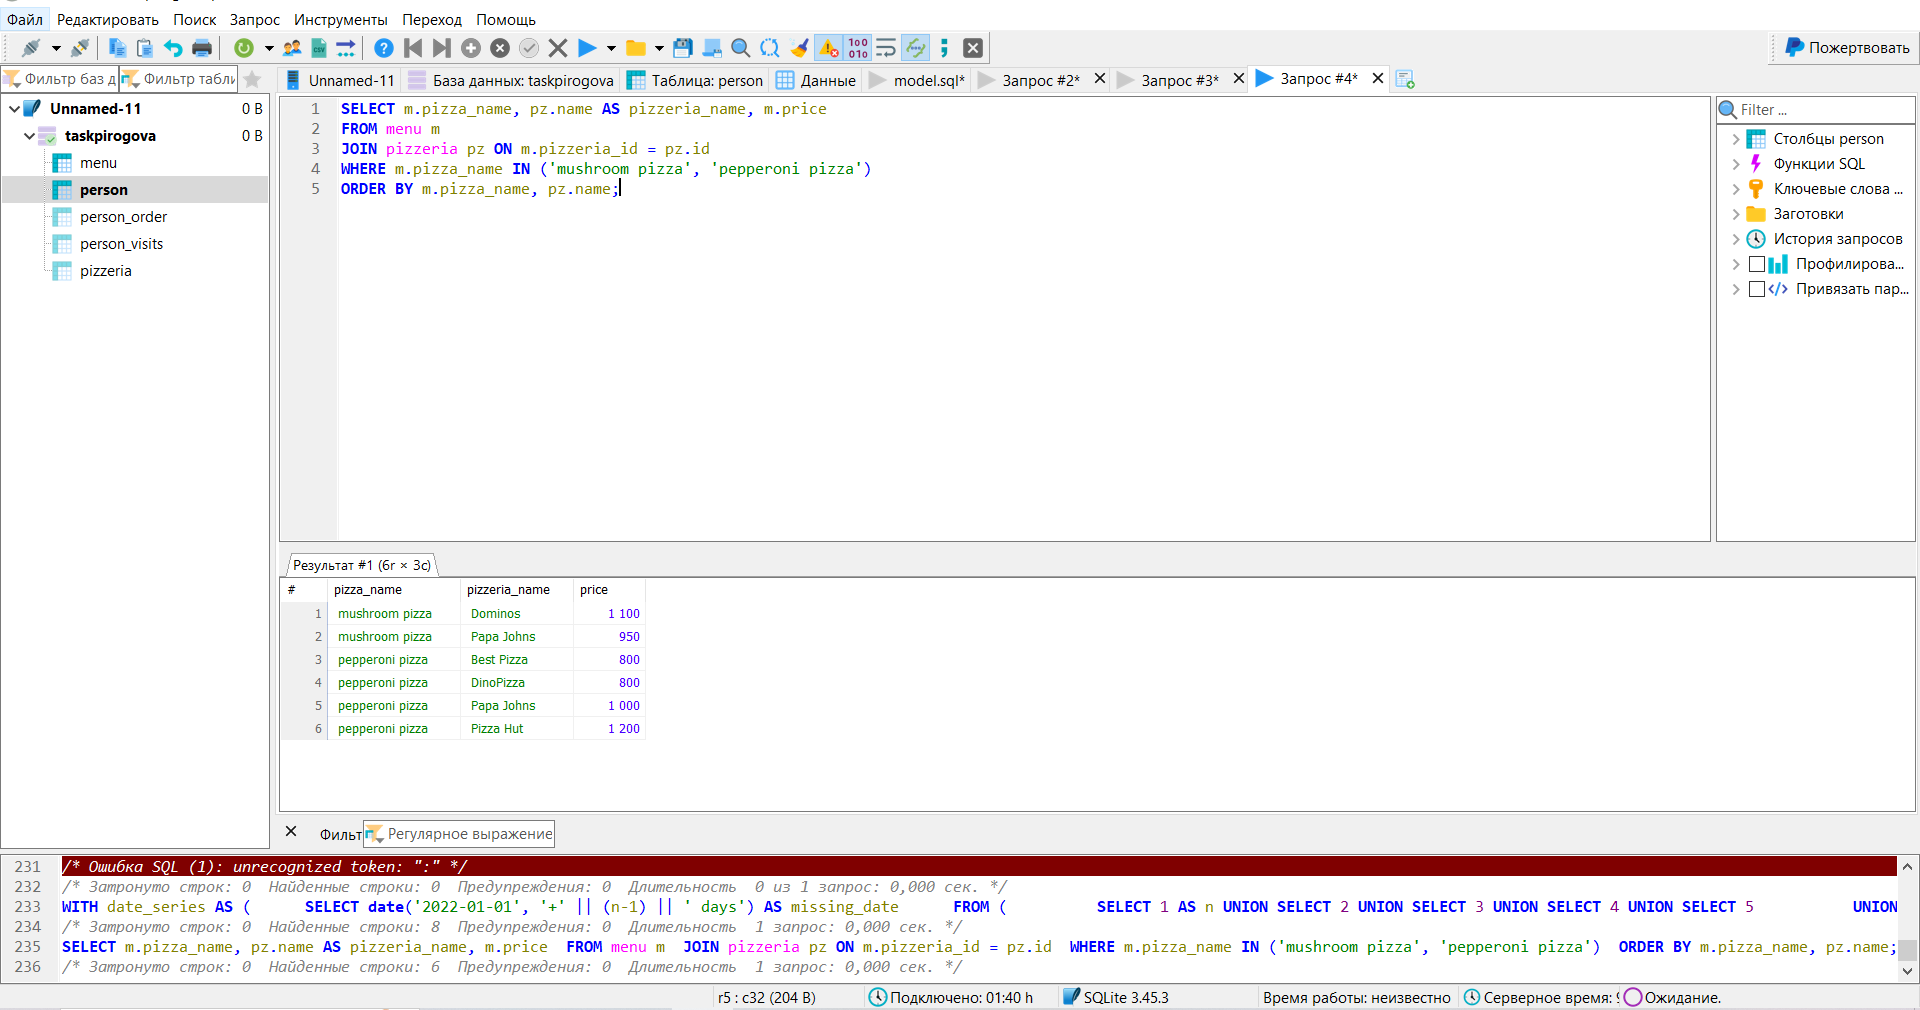 Файл Редактировать Поиск Запрос Инструменты Переход Помощь
Пожертвовать
Фильтр баз д Фильтр табли
Unnamed-11 База данных: taskpirogova Таблица: person Данные model.sql* Запрос #2* Запрос #3* Запрос #4*
Unnamed-11 0 B
taskpirogova 0 B
menu
person
person_order
person_visits
pizzeria
1 SELECT m.pizza_name, pz.name AS pizzeria_name, m.price
2 FROM menu m
3 JOIN pizzeria pz ON m.pizzeria_id = pz.id
4 WHERE m.pizza_name IN ('mushroom pizza', 'pepperoni pizza')
5 ORDER BY m.pizza_name, pz.name;
Filter ...
Столбцы person
Функции SQL
Ключевые слова ...
Заготовки
История запросов
Профилирова...
Привязать пар...
Результат #1 (6r × 3c)
# pizza_name pizzeria_name price
1 mushroom pizza Dominos 1 100
2 mushroom pizza Papa Johns 950
3 pepperoni pizza Best Pizza 800
4 pepperoni pizza DinoPizza 800
5 pepperoni pizza Papa Johns 1 000
6 pepperoni pizza Pizza Hut 1 200
Фильт Регулярное выражение
231 /* Ошибка SQL (1): unrecognized token: ":" */
232 /* Затронуто строк: 0 Найденные строки: 0 Предупреждения: 0 Длительность 0 из 1 запрос: 0,000 сек. */
233 WITH date_series AS ( SELECT date('2022-01-01', '+' || (n-1) || ' days') AS missing_date FROM ( SELECT 1 AS n UNION SELECT 2 UNION SELECT 3 UNION SELECT 4 UNION SELECT 5 UNION
234 /* Затронуто строк: 0 Найденные строки: 8 Предупреждения: 0 Длительность 1 запрос: 0,000 сек. */
235 SELECT m.pizza_name, pz.name AS pizzeria_name, m.price FROM menu m JOIN pizzeria pz ON m.pizzeria_id = pz.id WHERE m.pizza_name IN ('mushroom pizza', 'pepperoni pizza') ORDER BY m.pizza_name, pz.name;
236 /* Затронуто строк: 0 Найденные строки: 6 Предупреждения: 0 Длительность 1 запрос: 0,000 сек. */
r5 : c32 (204 B) Подключено: 01:40 h SQLite 3.45.3 Время работы: неизвестно Серверное время: Ожидание.